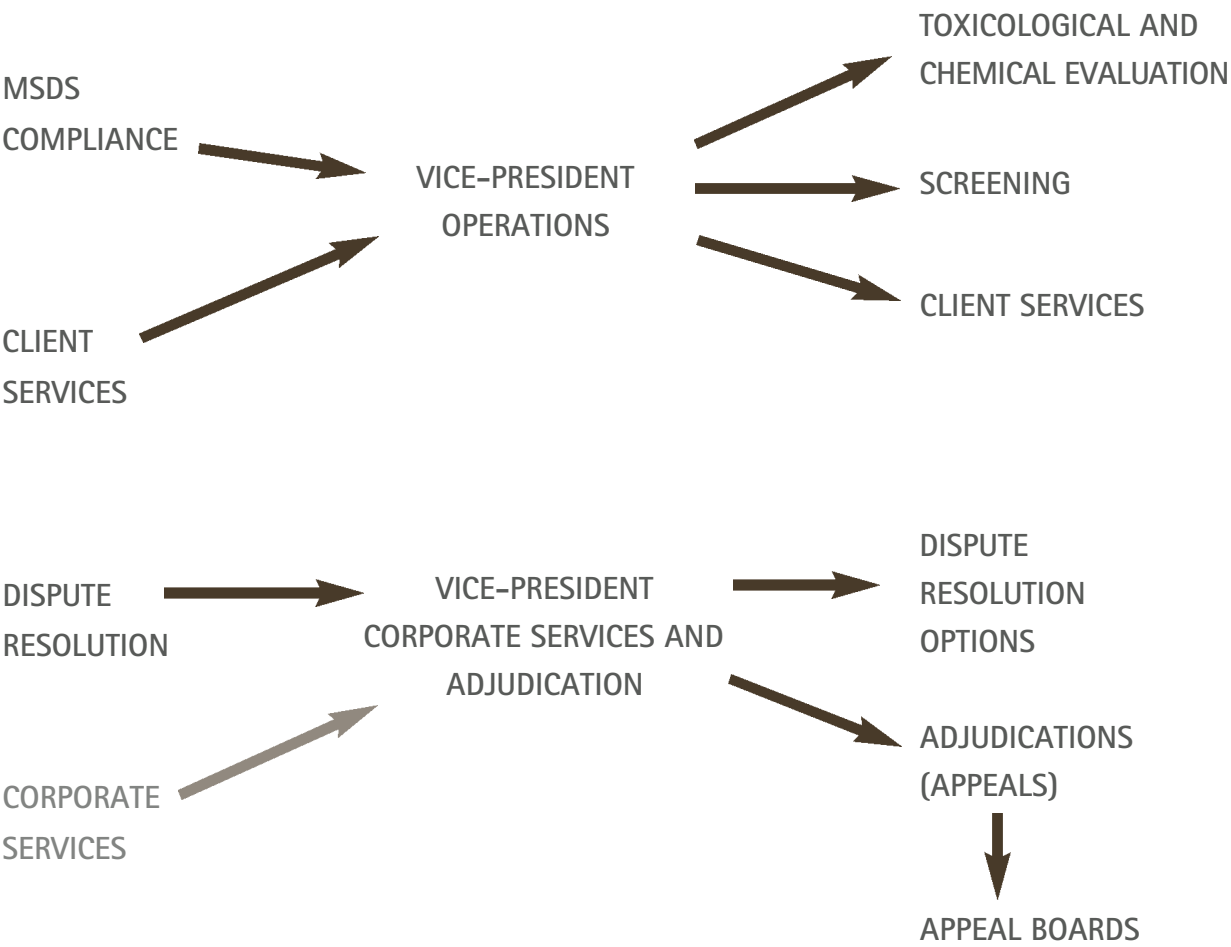 MSDS
COMPLIANCE
CLIENT
SERVICES
VICE-PRESIDENT
OPERATIONS
TOXICOLOGICAL AND
CHEMICAL EVALUATION
SCREENING
CLIENT SERVICES
DISPUTE
RESOLUTION
CORPORATE
SERVICES
VICE-PRESIDENT
CORPORATE SERVICES AND
ADJUDICATION
DISPUTE
RESOLUTION
OPTIONS
ADJUDICATIONS
(APPEALS)
APPEAL BOARDS